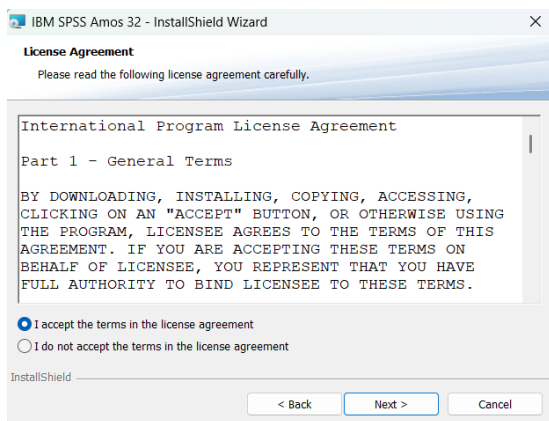 IBM SPSS Amos 32 - InstallShield Wizard
License Agreement
Please read the following license agreement carefully.
International Program License Agreement
Part 1 - General Terms
BY DOWNLOADING, INSTALLING, COPYING, ACCESSING,
CLICKING ON AN "ACCEPT" BUTTON, OR OTHERWISE USING
THE PROGRAM, LICENSEE AGREES TO THE TERMS OF THIS
AGREEMENT. IF YOU ARE ACCEPTING THESE TERMS ON
BEHALF OF LICENSEE, YOU REPRESENT THAT YOU HAVE
FULL AUTHORITY TO BIND LICENSEE TO THESE TERMS.
I accept the terms in the license agreement
I do not accept the terms in the license agreement
InstallShield
< Back Next > Cancel